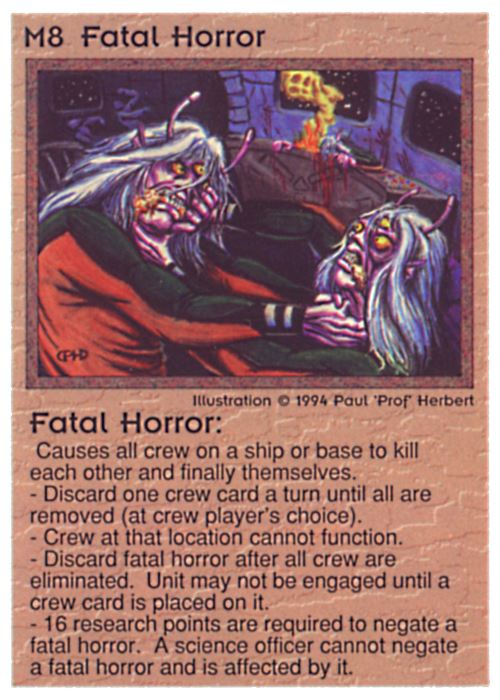 M8 Fatal Horror
CPHD
Illustration © 1994 Paul 'Prof' Herbert
Fatal Horror:
Causes all crew on a ship or base to kill
each other and finally themselves.
- Discard one crew card a turn until all are
removed (at crew player's choice).
- Crew at that location cannot function.
- Discard fatal horror after all crew are
eliminated. Unit may not be engaged until a
crew card is placed on it.
- 16 research points are required to negate a
fatal horror. A science officer cannot negate
a fatal horror and is affected by it.